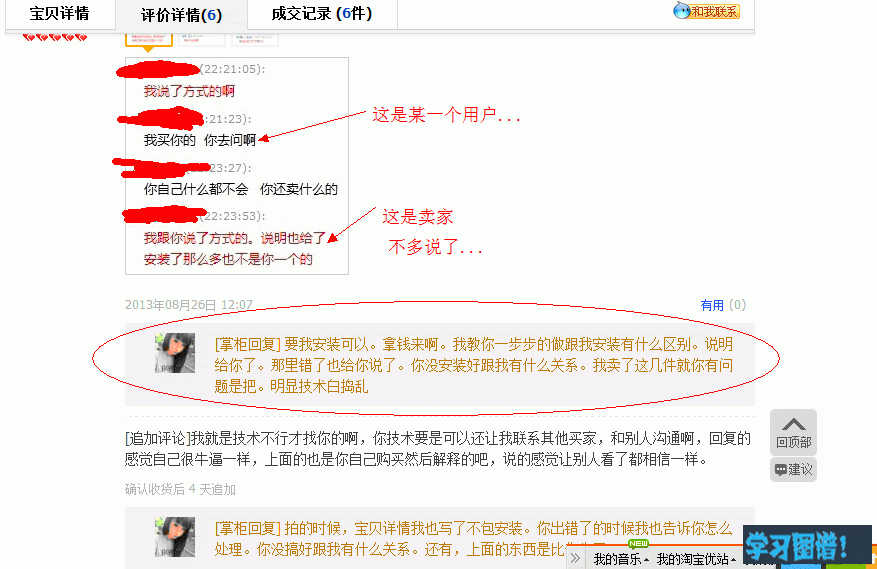 宝贝详情 评价详情(6) 成交记录 (6件) 和我联系
(22:21:05):
我说了方式的啊
:21:23):
我买你的 你去问啊
这是某一个用户...
23:27):
你自己什么都不会 你还卖什么的
(22:23:53):
我跟你说了方式的。说明也给了
安装了那么多也不是你一个的
这是卖家
不多说了...
2013年08月26日 12:07 有用 (0)
[掌柜回复] 要我安装可以。拿钱来啊。我教你一步步的做跟我安装有什么区别。说明
给你了。那里错了也给你说了。你没安装好跟我有什么关系。我卖了这几件就你有问
题是把。明显技术白捣乱
[追加评论]我就是技术不行才找你的啊，你技术要是可以还让我联系其他买家，和别人沟通啊，回复的
感觉自己很牛逼一样，上面的也是你自己购买然后解释的吧，说的感觉让别人看了都相信一样。
确认收货后 4 天追加
回顶部
建议
[掌柜回复] 拍的时候，宝贝详情我也写了不包安装。你出错了的时候我也告诉你怎么
处理。你没搞好跟我有什么关系。还有，上面的东西是比
NEW
我的音乐 我的淘宝优站
学习图谱！